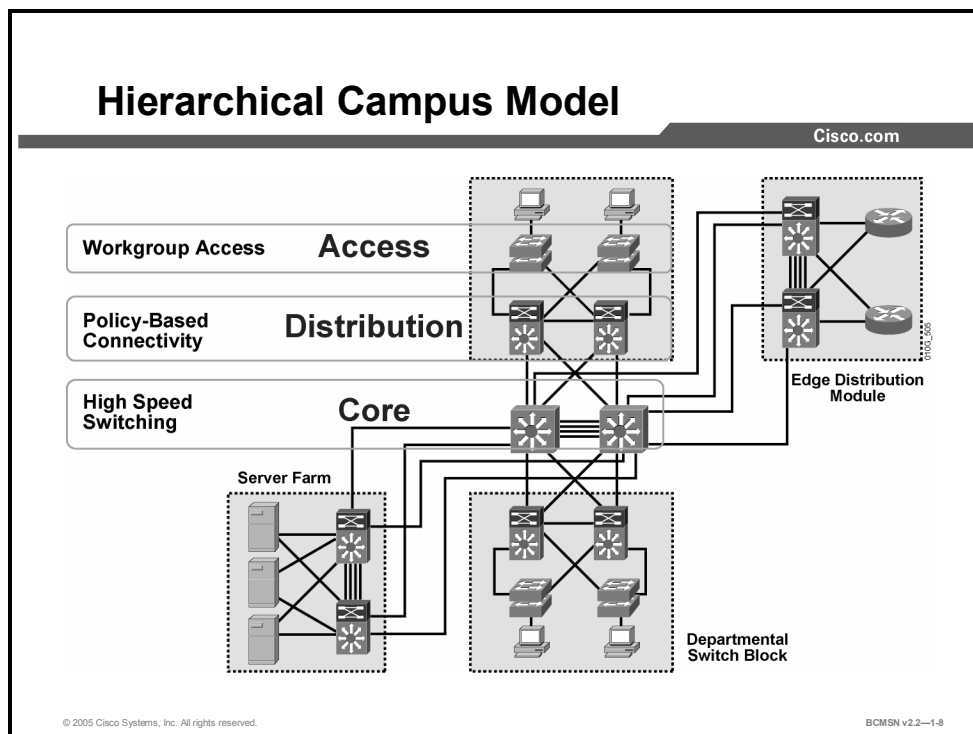 Hierarchical Campus Model
Cisco.com
Workgroup Access
Access
Policy-Based
Connectivity
Distribution
High Speed
Switching
Core
010G_505
Edge Distribution
Module
Server Farm
Departmental
Switch Block
© 2005 Cisco Systems, Inc. All rights reserved.
BCMSN v2.2—1-8